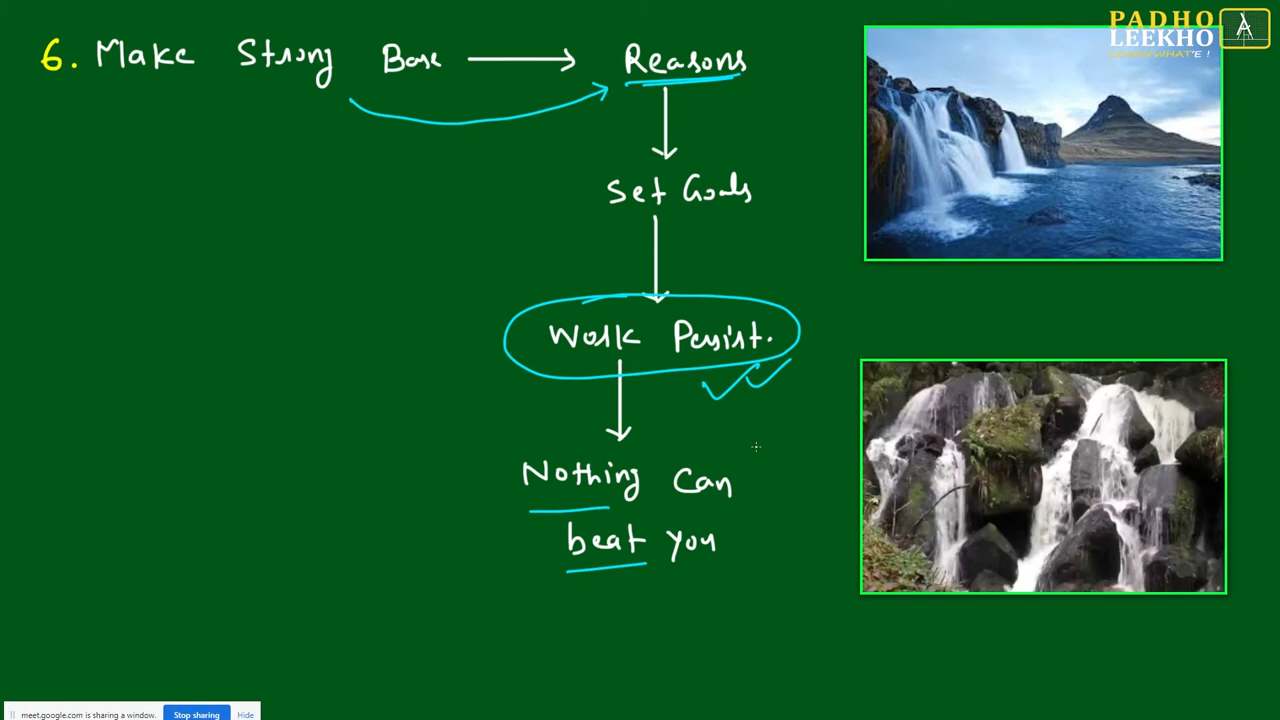 6. Make Strong Base → Reasons
Set Goals
Work Persist.
Nothing Can
beat you
PADHO
LEEKHO
meet.google.com is sharing a window. Stop sharing Hide